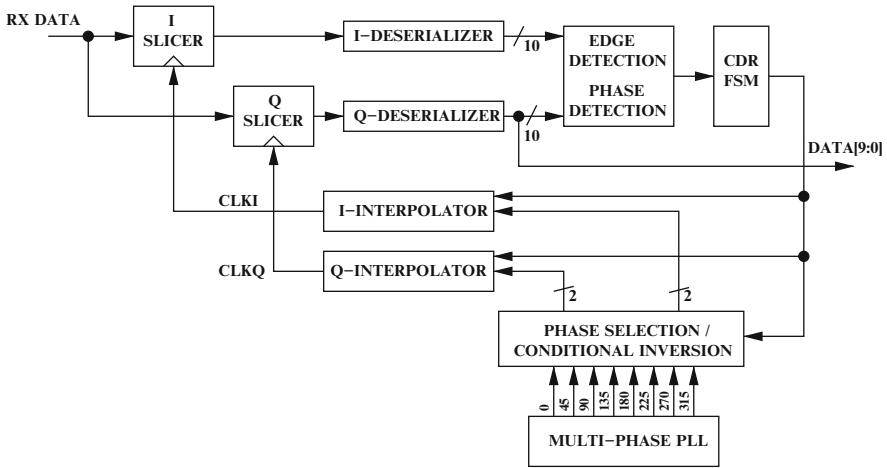 RX DATA
I
SLICER
I−DESERIALIZER
10
EDGE
DETECTION
PHASE
DETECTION
CDR
FSM
Q
SLICER
Q−DESERIALIZER
10
DATA[9:0]
CLKI
I−INTERPOLATOR
CLKQ
Q−INTERPOLATOR
2
2
PHASE SELECTION /
CONDITIONAL INVERSION
0
45
90
135
180
225
270
315
MULTI−PHASE PLL